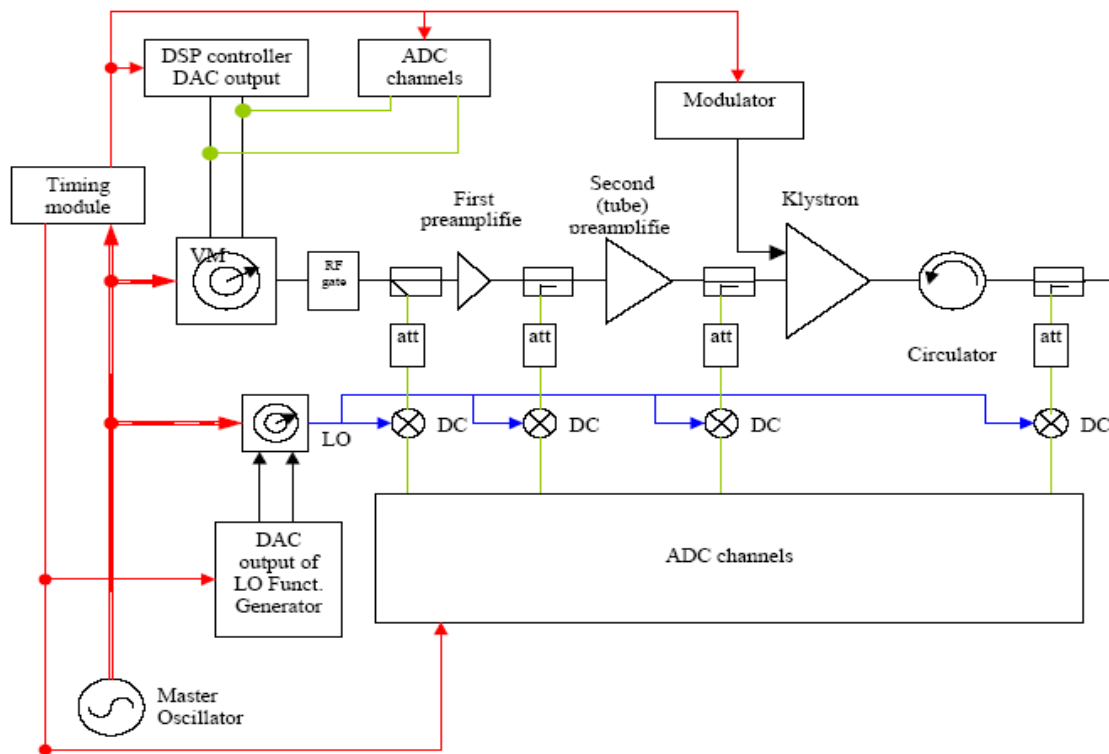 DSP controller
DAC output
ADC
channels
Modulator
Timing
module
First
preamplifie
Second
(tube)
preamplifie
Klystron
VM
RF
gate
att
att
att
att
Circulator
LO
DC
DC
DC
DC
DAC
output of
LO Funct.
Generator
ADC channels
Master
Oscillator